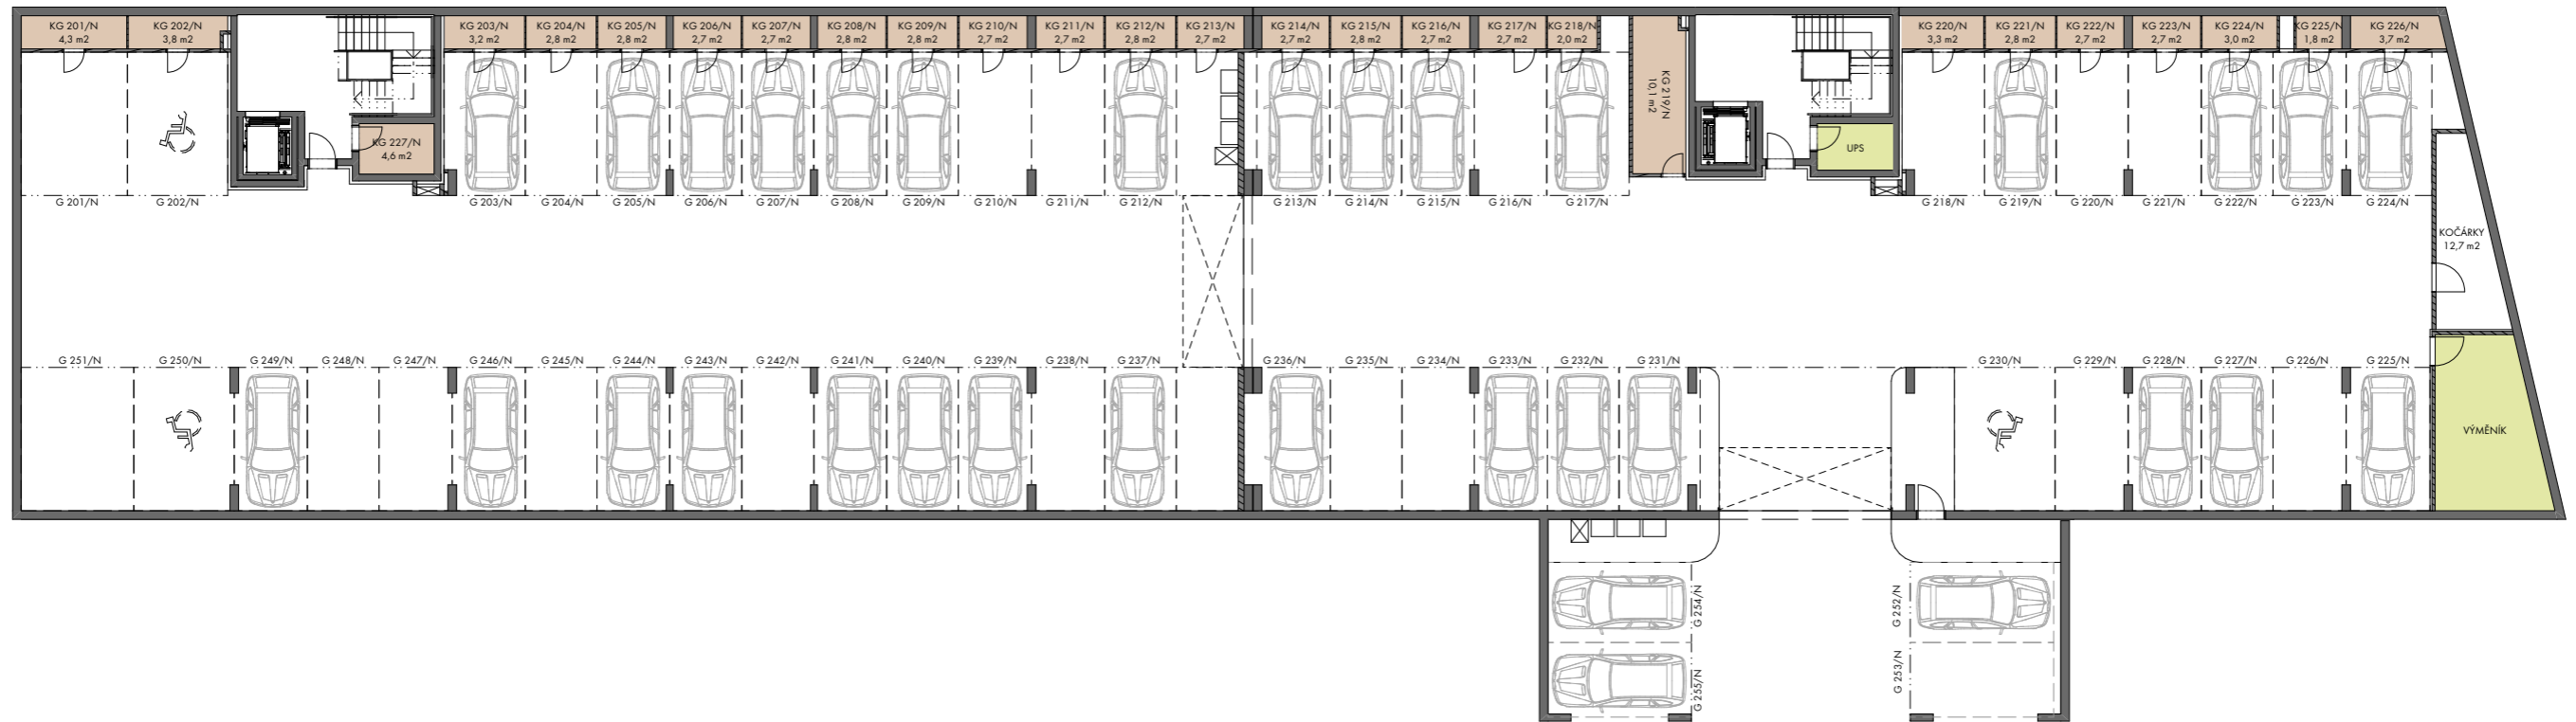 KG 201/N
4,3 m2
KG 202/N
3,8 m2
KG 203/N
3,2 m2
KG 204/N
2,8 m2
KG 205/N
2,8 m2
KG 206/N
2,7 m2
KG 207/N
2,7 m2
KG 208/N
2,8 m2
KG 209/N
2,8 m2
KG 210/N
2,7 m2
KG 211/N
2,7 m2
KG 212/N
2,8 m2
KG 213/N
2,7 m2
KG 214/N
2,7 m2
KG 215/N
2,8 m2
KG 216/N
2,7 m2
KG 217/N
2,7 m2
KG 218/N
2,0 m2
KG 219/N
10,1 m2
KG 220/N
3,3 m2
KG 221/N
2,8 m2
KG 222/N
2,7 m2
KG 223/N
2,7 m2
KG 224/N
3,0 m2
KG 225/N
1,8 m2
KG 226/N
3,7 m2
KG 227/N
4,6 m2
UPS
G 201/N
G 202/N
G 203/N
G 204/N
G 205/N
G 206/N
G 207/N
G 208/N
G 209/N
G 210/N
G 211/N
G 212/N
G 213/N
G 214/N
G 215/N
G 216/N
G 217/N
G 218/N
G 219/N
G 220/N
G 221/N
G 222/N
G 223/N
G 224/N
KOČÁRKY
12,7 m2
G 251/N
G 250/N
G 249/N
G 248/N
G 247/N
G 246/N
G 245/N
G 244/N
G 243/N
G 242/N
G 241/N
G 240/N
G 239/N
G 238/N
G 237/N
G 236/N
G 235/N
G 234/N
G 233/N
G 232/N
G 231/N
G 230/N
G 229/N
G 228/N
G 227/N
G 226/N
G 225/N
VÝMĚNÍK
G 254/N
G 252/N
G 255/N
G 253/N